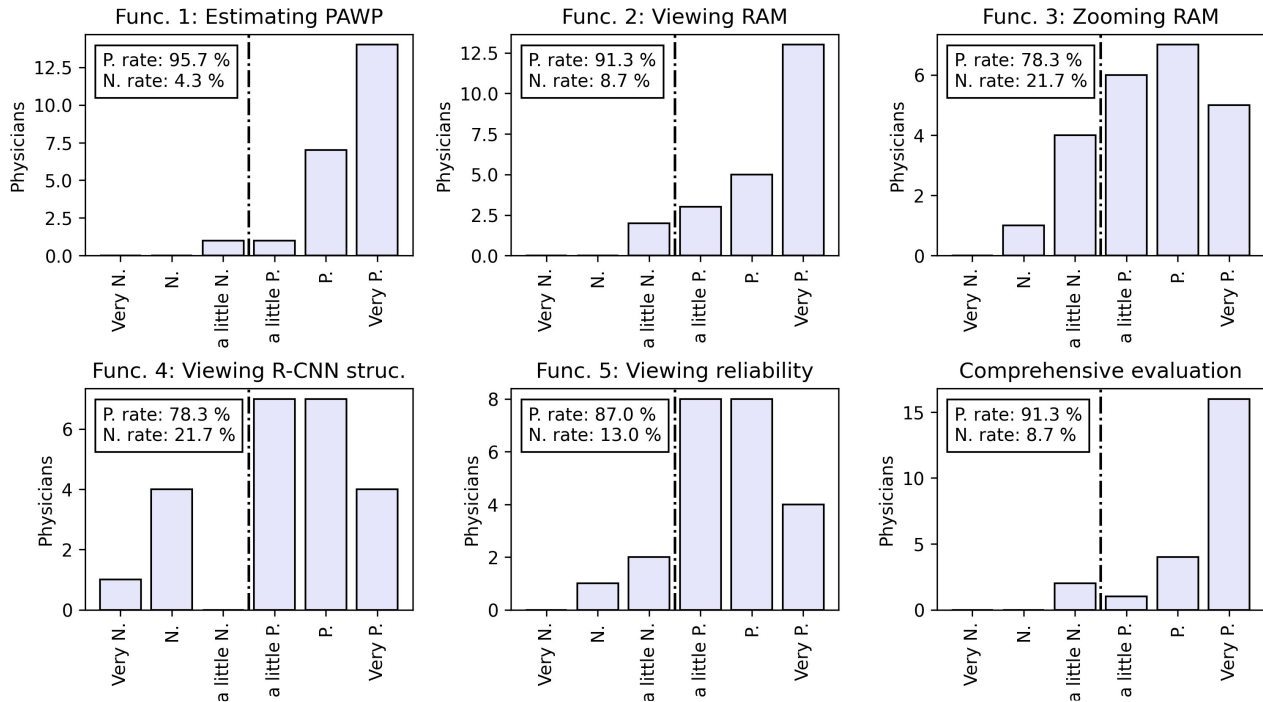 Func. 1: Estimating PAWP
P. rate: 95.7 %
N. rate: 4.3 %
Physicians
12.5
10.0
7.5
5.0
2.5
0.0
Very N.
N.
a little N.
a little P.
P.
Very P.
Func. 2: Viewing RAM
P. rate: 91.3 %
N. rate: 8.7 %
Physicians
12.5
10.0
7.5
5.0
2.5
0.0
Very N.
N.
a little N.
a little P.
P.
Very P.
Func. 3: Zooming RAM
P. rate: 78.3 %
N. rate: 21.7 %
Physicians
6
4
2
0
Very N.
N.
a little N.
a little P.
P.
Very P.
Func. 4: Viewing R-CNN struc.
P. rate: 78.3 %
N. rate: 21.7 %
Physicians
6
4
2
0
Very N.
N.
a little N.
a little P.
P.
Very P.
Func. 5: Viewing reliability
P. rate: 87.0 %
N. rate: 13.0 %
Physicians
8
6
4
2
0
Very N.
N.
a little N.
a little P.
P.
Very P.
Comprehensive evaluation
P. rate: 91.3 %
N. rate: 8.7 %
Physicians
15
10
5
0
Very N.
N.
a little N.
a little P.
P.
Very P.